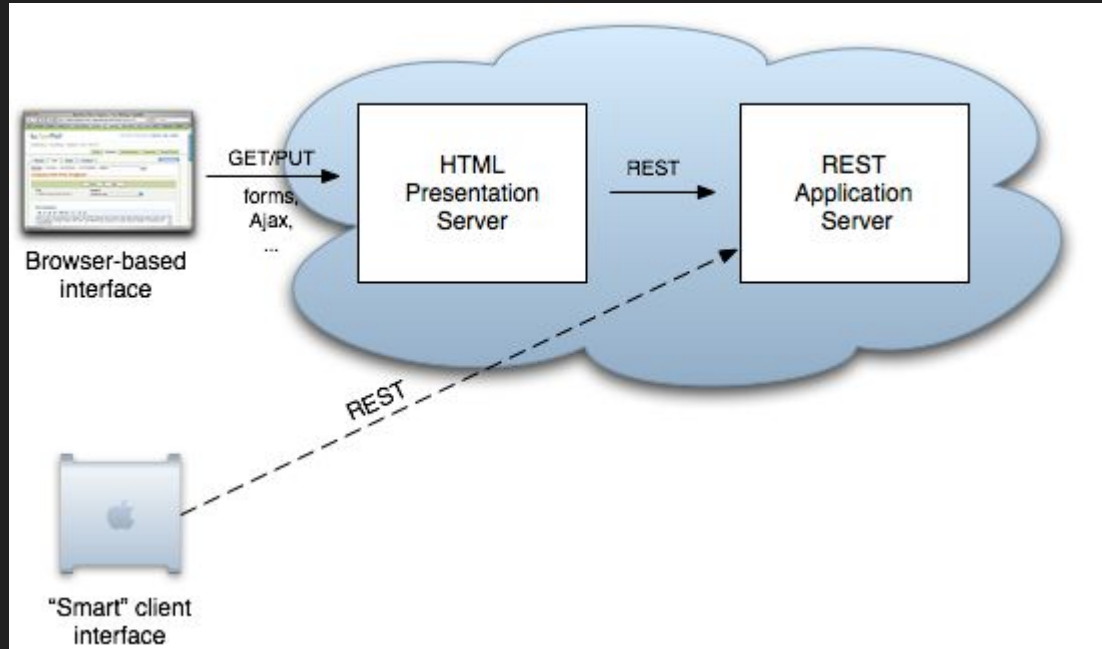 GET/PUT
forms,
Ajax,
...
Browser-based
interface
HTML
Presentation
Server
REST
REST
Application
Server
REST
“Smart” client
interface